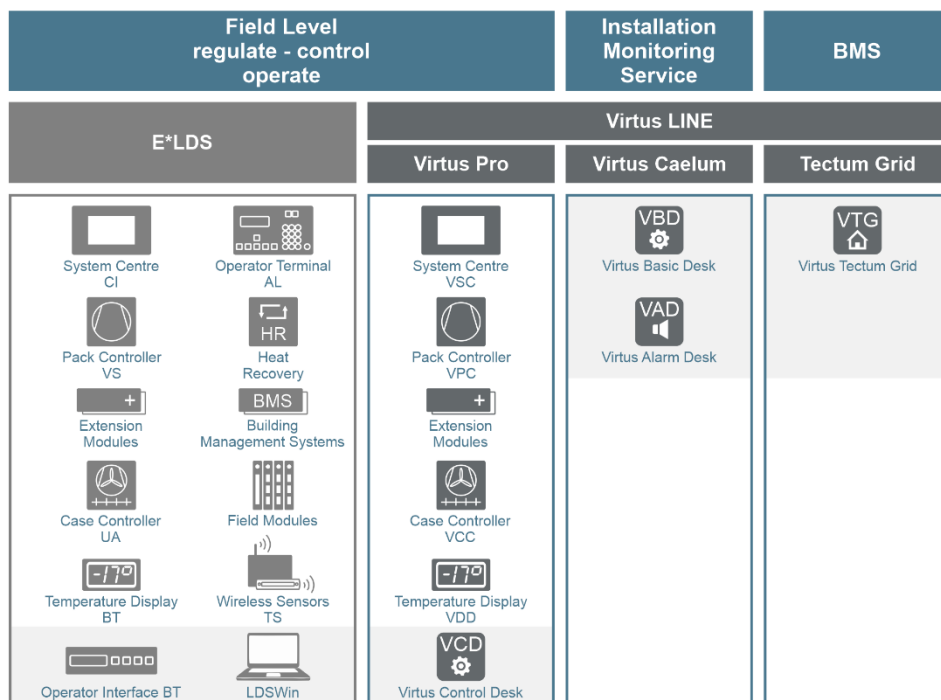 Field Level
regulate - control
operate
Installation
Monitoring
Service
BMS
E*LDS
Virtus LINE
Virtus Pro
Virtus Caelum
Tectum Grid
System Centre
CI
Operator Terminal
AL
Pack Controller
VS
HR
Heat
Recovery
+
Extension
Modules
BMS
Building
Management Systems
Case Controller
UA
Field Modules
-17°
Temperature Display
BT
Wireless Sensors
TS
Operator Interface BT
LDSWin
System Centre
VSC
Pack Controller
VPC
+
Extension
Modules
Case Controller
VCC
-17°
Temperature Display
VDD
VCD
Virtus Control Desk
VBD
Virtus Basic Desk
VAD
Virtus Alarm Desk
VTG
Virtus Tectum Grid